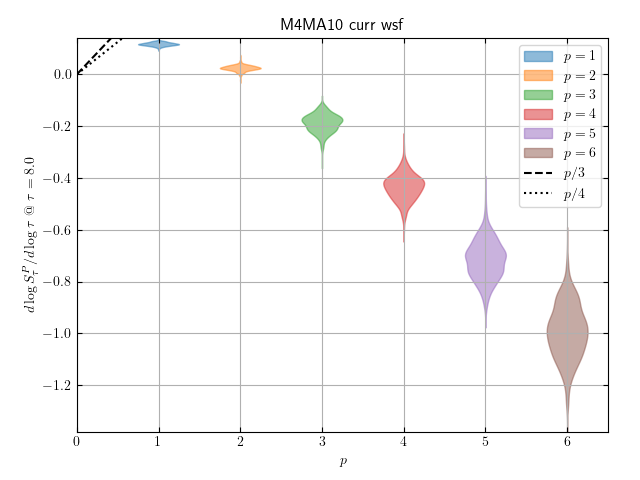 M4MA10 curr wsf
d log S_τ^P / d log τ @ τ = 8.0
0.0
−0.2
−0.4
−0.6
−0.8
−1.0
−1.2
0 1 2 3 4 5 6
p
p = 1
p = 2
p = 3
p = 4
p = 5
p = 6
p/3
p/4